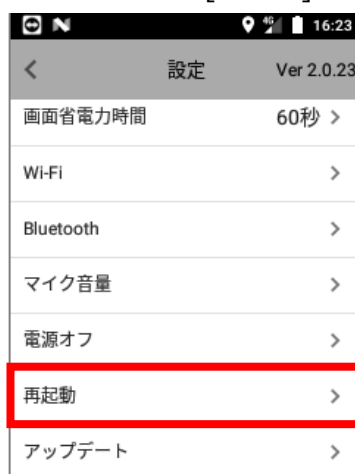 4G 16:23
設定 Ver 2.0.23
画面省電力時間 60秒
Wi-Fi
Bluetooth
マイク音量
電源オフ
再起動
アップデート